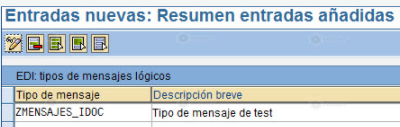 Entradas nuevas: Resumen entradas añadidas
EDI: tipos de mensajes lógicos
Tipo de mensaje Descripción breve
ZMENSAJES_IDOC Tipo de mensaje de test